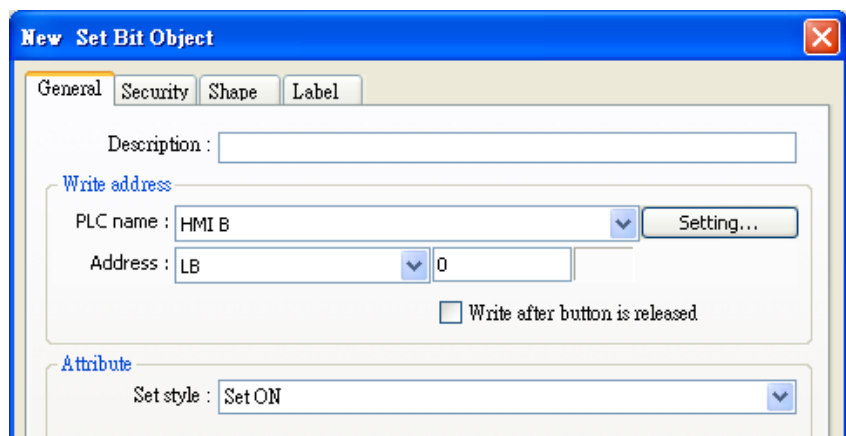 New Set Bit Object
General Security Shape Label
Description :
Write address
PLC name : HMI B Setting...
Address : LB 0
Write after button is released
Attribute
Set style : Set ON